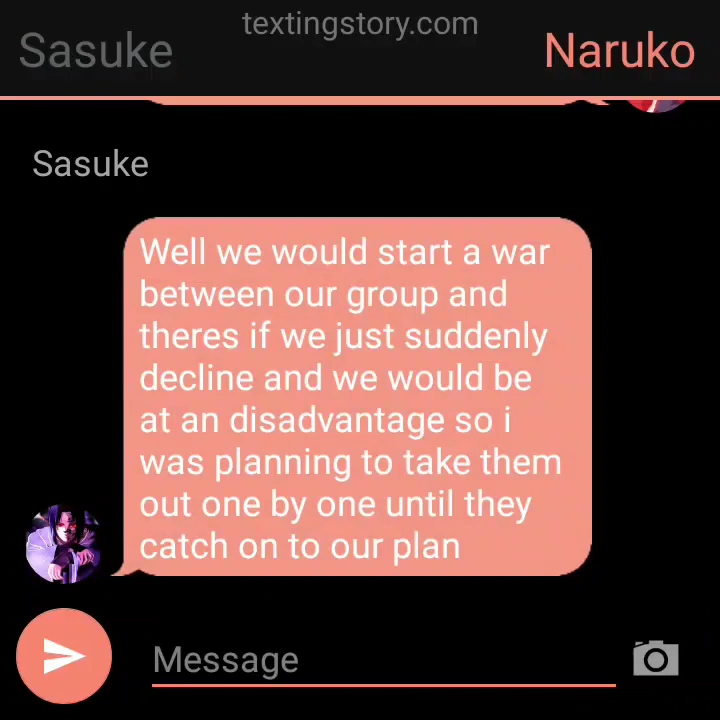 textingstory.com
Sasuke
Naruko
Sasuke
Well we would start a war
between our group and
theres if we just suddenly
decline and we would be
at an disadvantage so i
was planning to take them
out one by one until they
catch on to our plan
Message